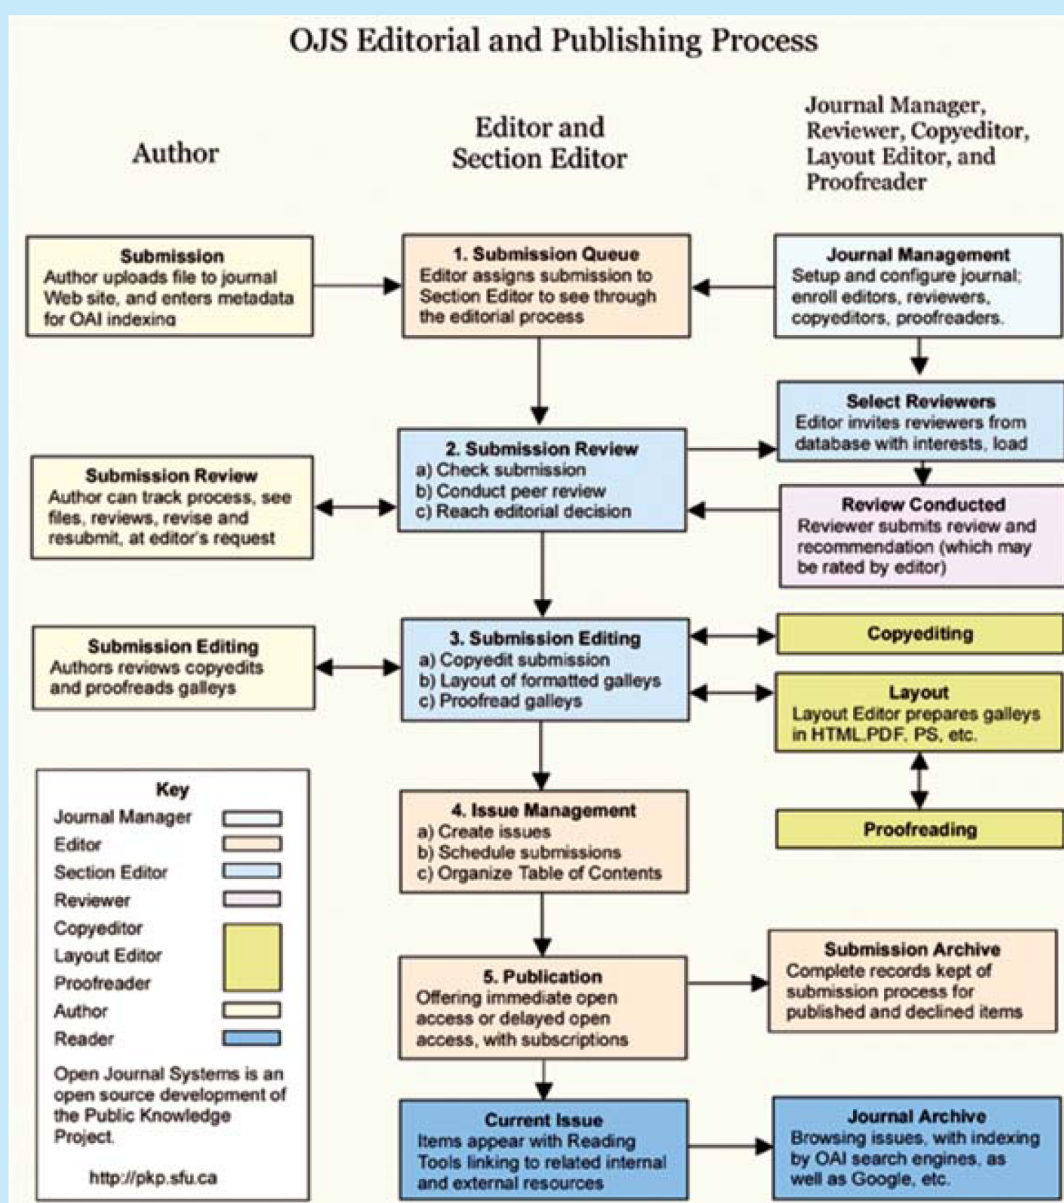 OJS Editorial and Publishing Process
Author
Editor and
Section Editor
Journal Manager,
Reviewer, Copyeditor,
Layout Editor, and
Proofreader
Submission
Author uploads file to journal
Web site, and enters metadata
for OAI indexing
1. Submission Queue
Editor assigns submission to
Section Editor to see through
the editorial process
Journal Management
Setup and configure journal;
enroll editors, reviewers,
copyeditors, proofreaders.
Select Reviewers
Editor invites reviewers from
database with interests, load
2. Submission Review
a) Check submission
b) Conduct peer review
c) Reach editorial decision
Submission Review
Author can track process, see
files, reviews, revise and
resubmit, at editor's request
Review Conducted
Reviewer submits review and
recommendation (which may
be rated by editor)
Submission Editing
Authors reviews copyedits
and proofreads galleys
3. Submission Editing
a) Copyedit submission
b) Layout of formatted galleys
c) Proofread galleys
Copyediting
Layout
Layout Editor prepares galleys
in HTML.PDF. PS, etc.
Proofreading
Key
Journal Manager
Editor
Section Editor
Reviewer
Copyeditor
Layout Editor
Proofreader
Author
Reader
Open Journal Systems is an
open source development of
the Public Knowledge
Project.
http://pkp.sfu.ca
4. Issue Management
a) Create issues
b) Schedule submissions
c) Organize Table of Contents
5. Publication
Offering immediate open
access or delayed open
access, with subscriptions
Submission Archive
Complete records kept of
submission process for
published and declined items
Current Issue
Items appear with Reading
Tools linking to related internal
and external resources
Journal Archive
Browsing issues, with indexing
by OAI search engines, as
well as Google, etc.